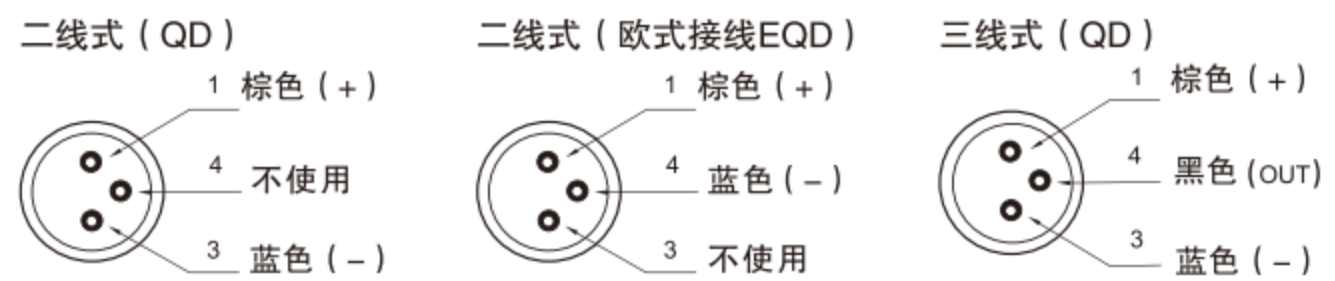 二线式（QD）
1 棕色（+）
4 不使用
3 蓝色（-）
二线式（欧式接线EQD）
1 棕色（+）
4 蓝色（-）
3 不使用
三线式（QD）
1 棕色（+）
4 黑色(OUT)
3 蓝色（-）